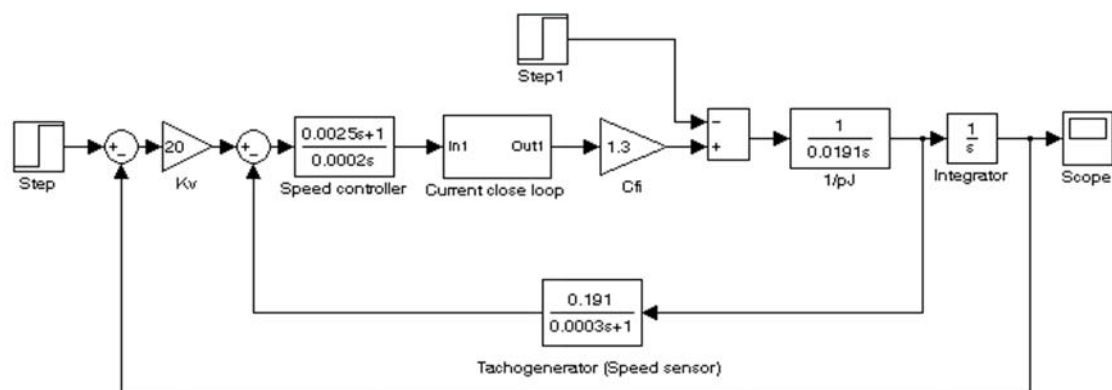 Step1
Step
20
Kv
0.0025s+1
0.0002s
Speed controller
In1 Out1
Current close loop
1.3
Cfi
1
0.0191s
1/pJ
1
s
Integrator
Scope
0.191
0.0003s+1
Tachogenerator (Speed sensor)